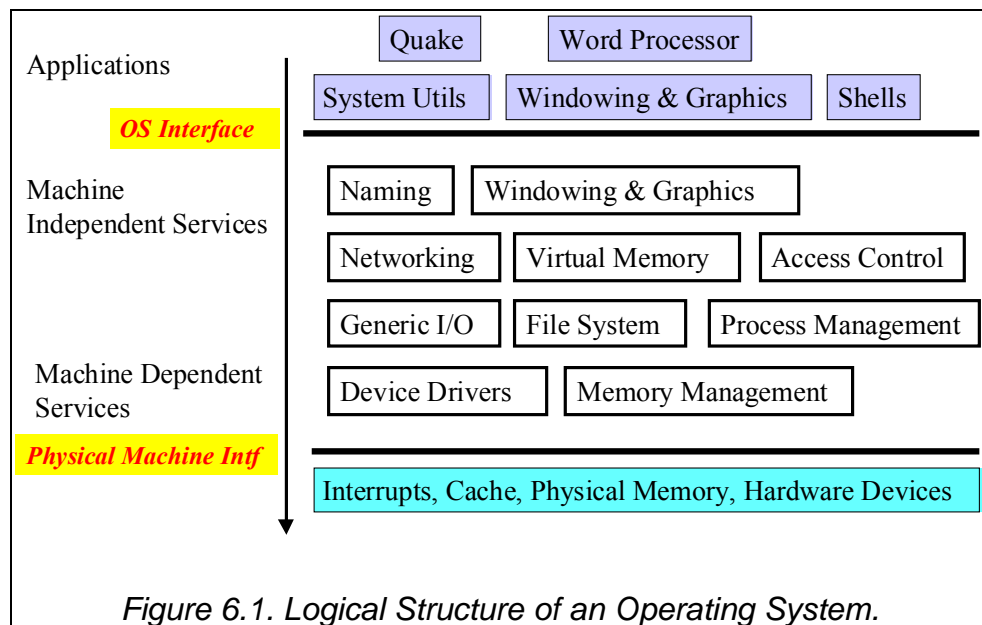 Quake Word Processor
Applications
System Utils Windowing & Graphics Shells
OS Interface
Machine
Independent Services
Naming Windowing & Graphics
Networking Virtual Memory Access Control
Generic I/O File System Process Management
Machine Dependent
Services
Device Drivers Memory Management
Physical Machine Intf
Interrupts, Cache, Physical Memory, Hardware Devices
Figure 6.1. Logical Structure of an Operating System.